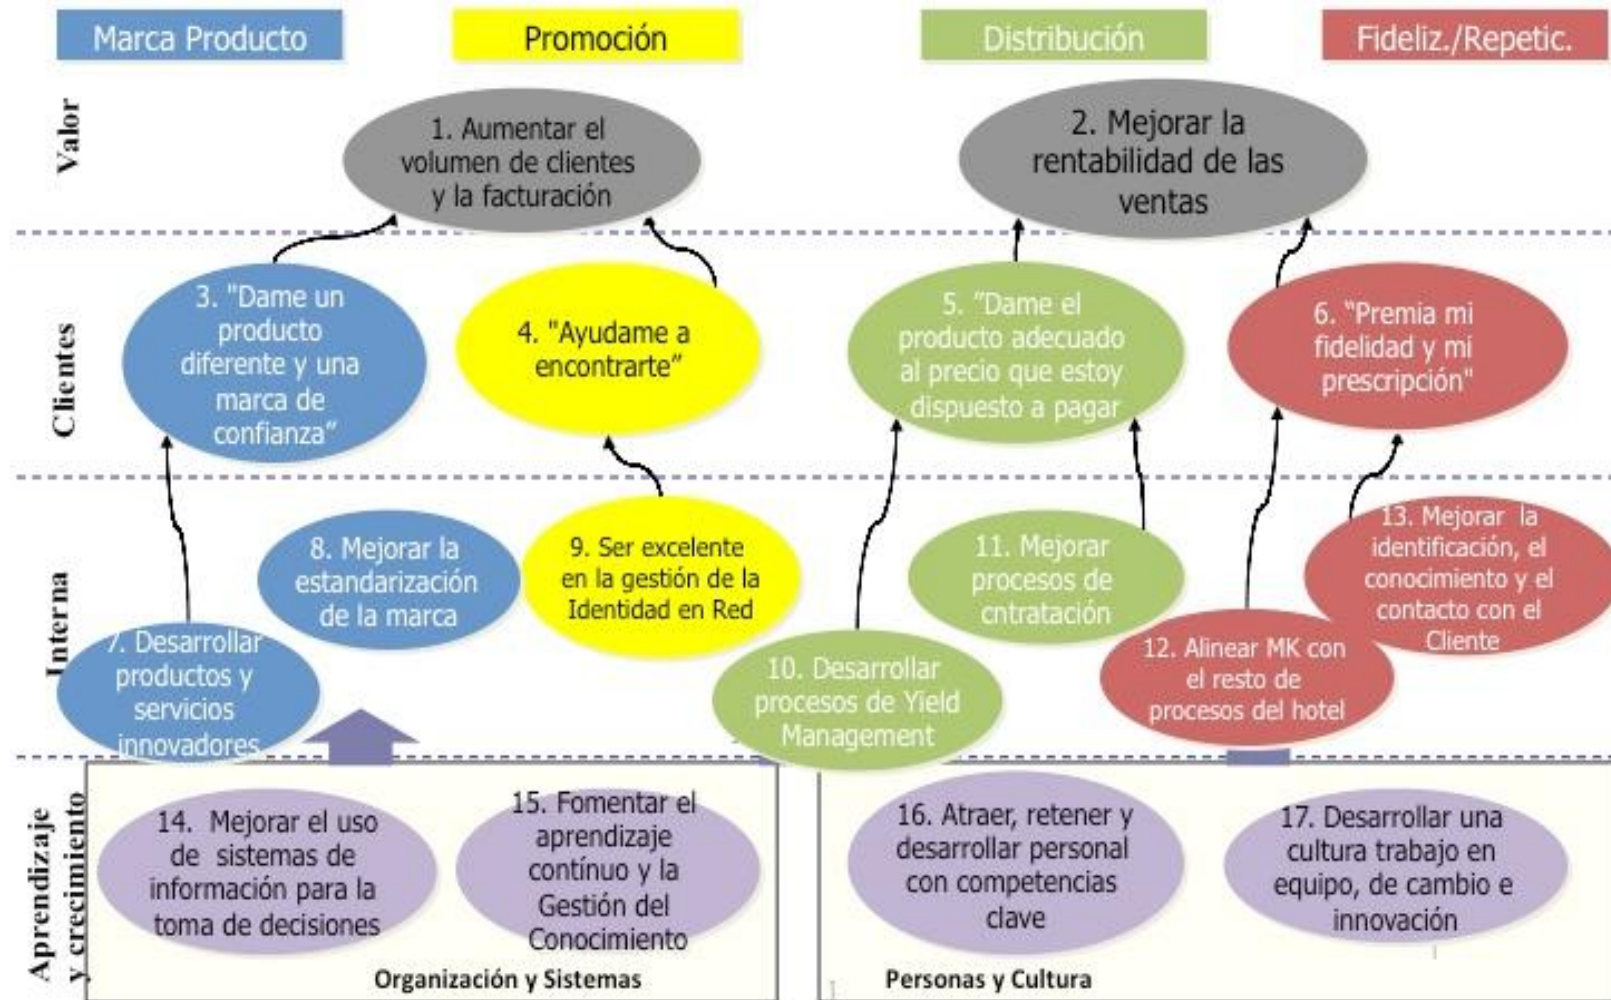 Marca Producto
Promoción
Distribución
Fideliz./Repetic.
Valor
1. Aumentar el
volumen de clientes
y la facturación
2. Mejorar la
rentabilidad de las
ventas
Clientes
3. "Dame un
producto
diferente y una
marca de
confianza”
4. "Ayudame a
encontrarte”
5. ”Dame el
producto adecuado
al precio que estoy
dispuesto a pagar
6. “Premia mi
fidelidad y mi
prescripción"
Interna
7. Desarrollar
productos y
servicios
innovadores
8. Mejorar la
estandarización
de la marca
9. Ser excelente
en la gestión de la
Identidad en Red
10. Desarrollar
procesos de Yield
Management
11. Mejorar
procesos de
cntratación
12. Alinear MK con
el resto de
procesos del hotel
13. Mejorar la
identificación, el
conocimiento y el
contacto con el
Cliente
Aprendizaje
y crecimiento
14. Mejorar el uso
de sistemas de
información para la
toma de decisiones
15. Fomentar el
aprendizaje
contínuo y la
Gestión del
Conocimiento
Organización y Sistemas
16. Atraer, retener y
desarrollar personal
con competencias
clave
17. Desarrollar una
cultura trabajo en
equipo, de cambio e
innovación
Personas y Cultura